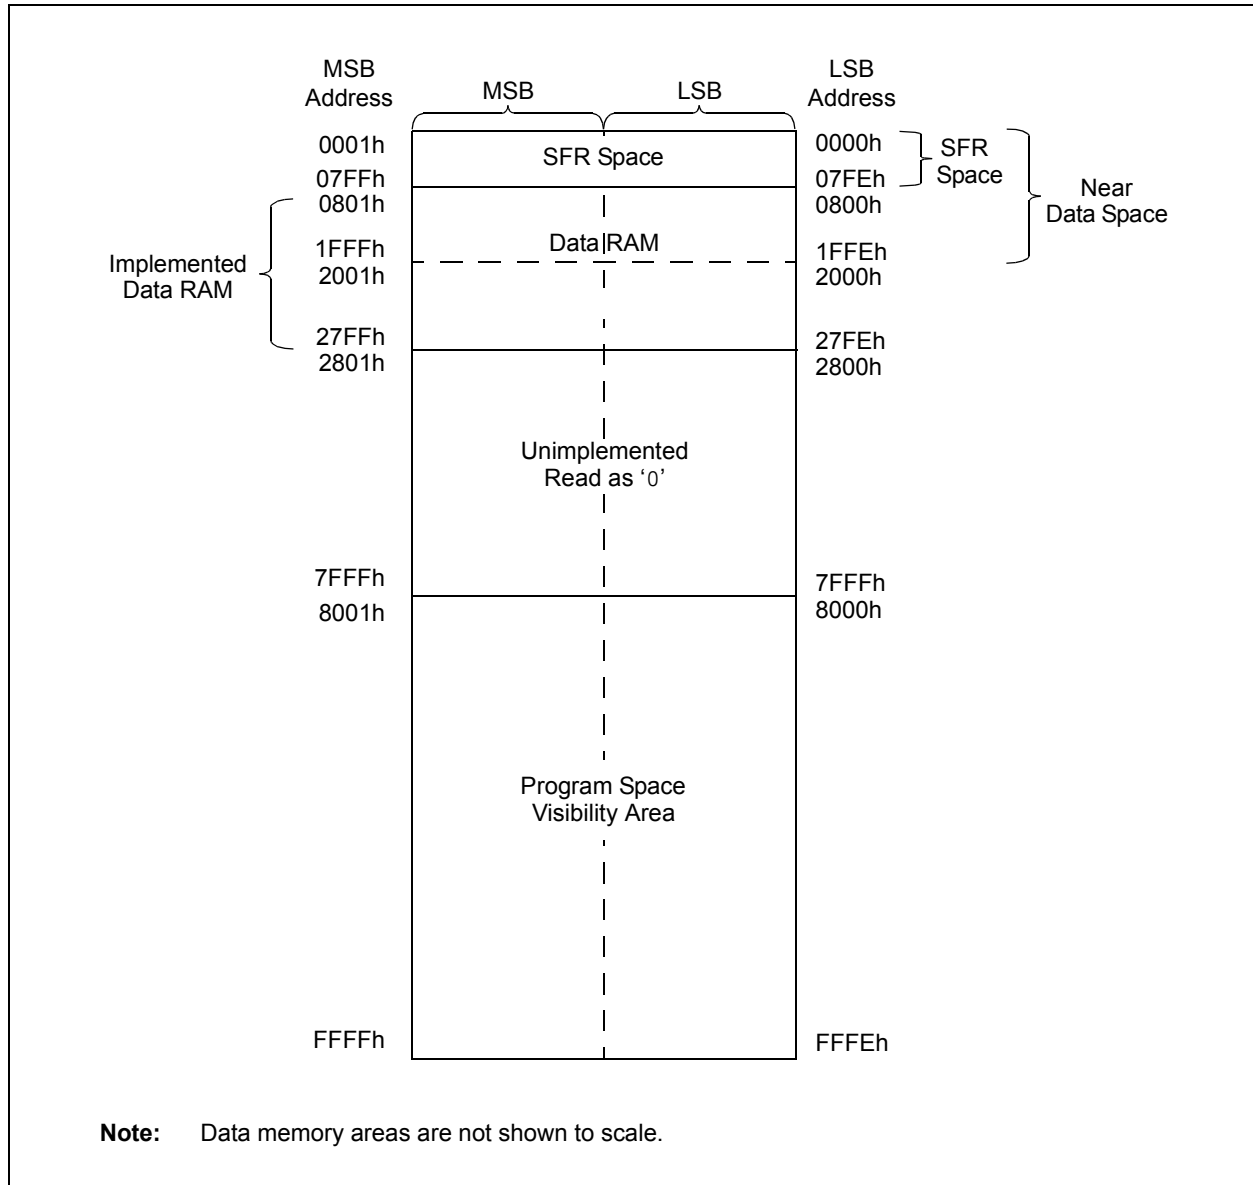 MSB
Address
MSB
LSB
LSB
Address
0001h
SFR Space
0000h
SFR
Space
07FFh
07FEh
0801h
0800h
Near
Data Space
Implemented
Data RAM
1FFFh
Data RAM
1FFEh
2001h
2000h
27FFh
27FEh
2801h
2800h
Unimplemented
Read as ‘0’
7FFFh
7FFFh
8001h
8000h
Program Space
Visibility Area
FFFFh
FFFEh
Note: Data memory areas are not shown to scale.